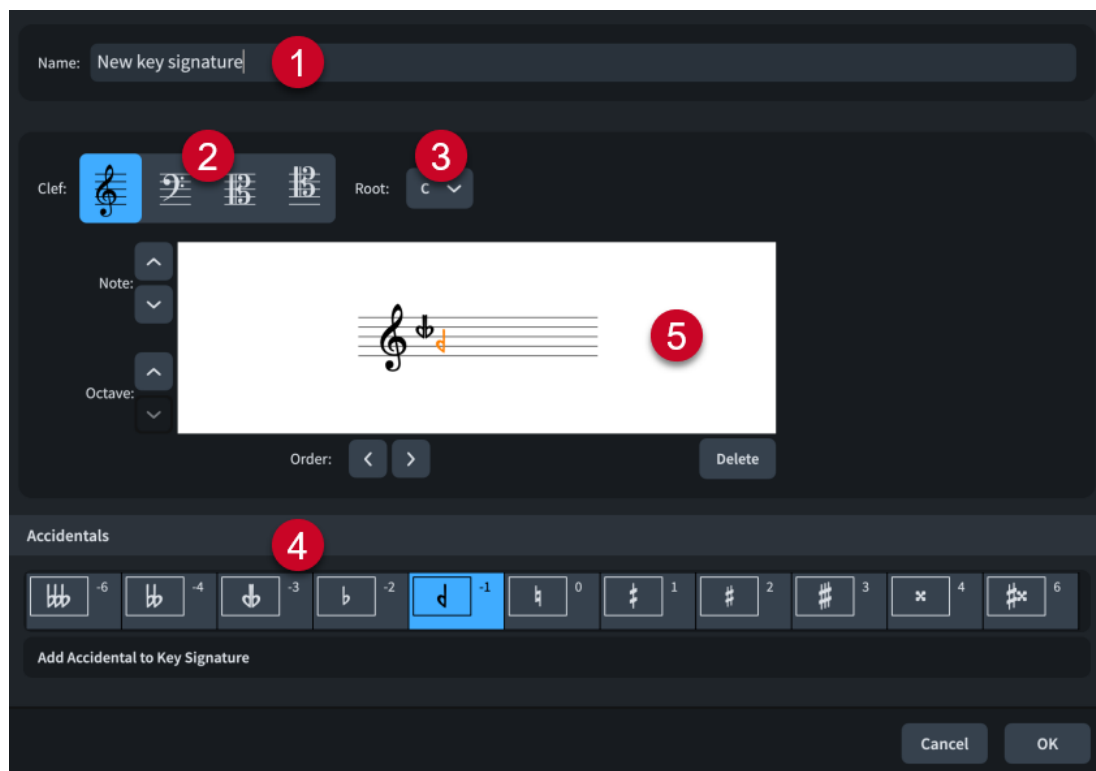 Name: New key signature 1
2 3
Clef: Root: C
Note:
5
Octave:
Order: Delete
Accidentals 4
-6 -4 -3 -2 -1 0 1 2 3 4 6
Add Accidental to Key Signature
Cancel OK